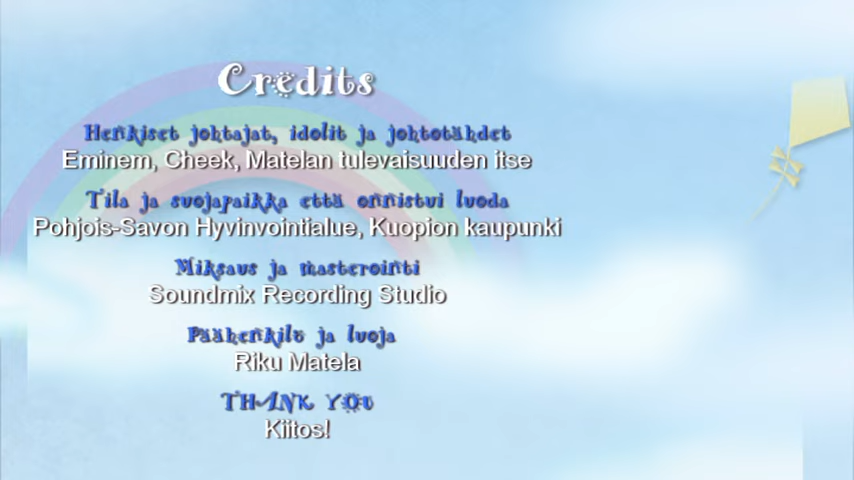 Credits
Henkiset johtajat, idolit ja johtotähdet
Eminem, Cheek, Matelan tulevaisuuden itse
Tila ja suojapaikka että onnistui luoda
Pohjois-Savon Hyvinvointialue, Kuopion kaupunki
Miksaus ja masterointi
Soundmix Recording Studio
Päähenkilö ja luoja
Riku Matela
THANK YOU
Kiitos!